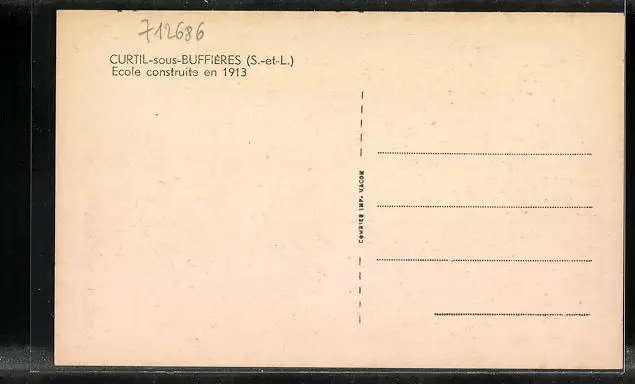 712686
CURTIL-sous-BUFFIÈRES (S.-et-L.)
Ecole construite en 1913
COMBIER IMP. MACON